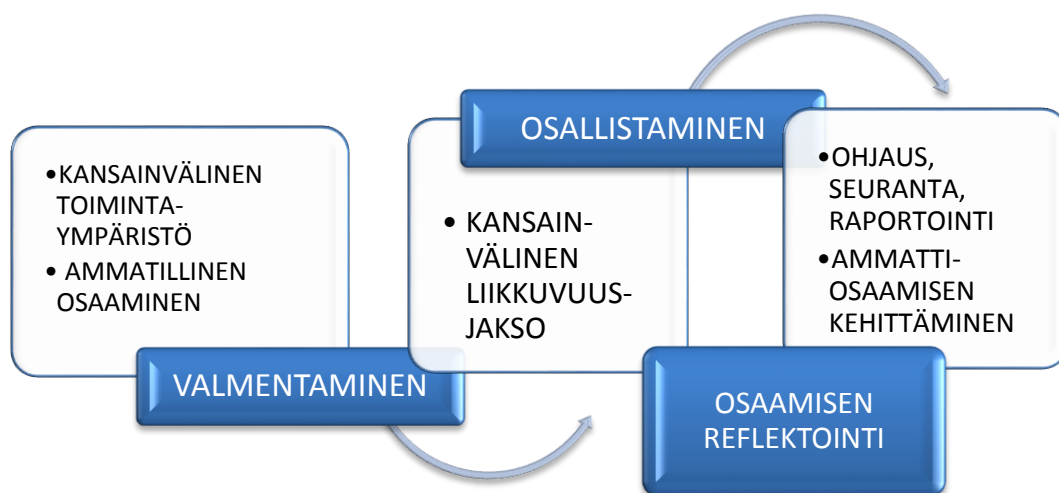 •KANSAINVÄLINEN
TOIMINTA-
YMPÄRISTÖ
• AMMATILLINEN
OSAAMINEN
VALMENTAMINEN
OSALLISTAMINEN
• KANSAIN-
VÄLINEN
LIIKKUVUUS-
JAKSO
•OHJAUS,
SEURANTA,
RAPORTOINTI
•AMMATTI-
OSAAMISEN
KEHITTÄMINEN
OSAAMISEN
REFLEKTOINTI